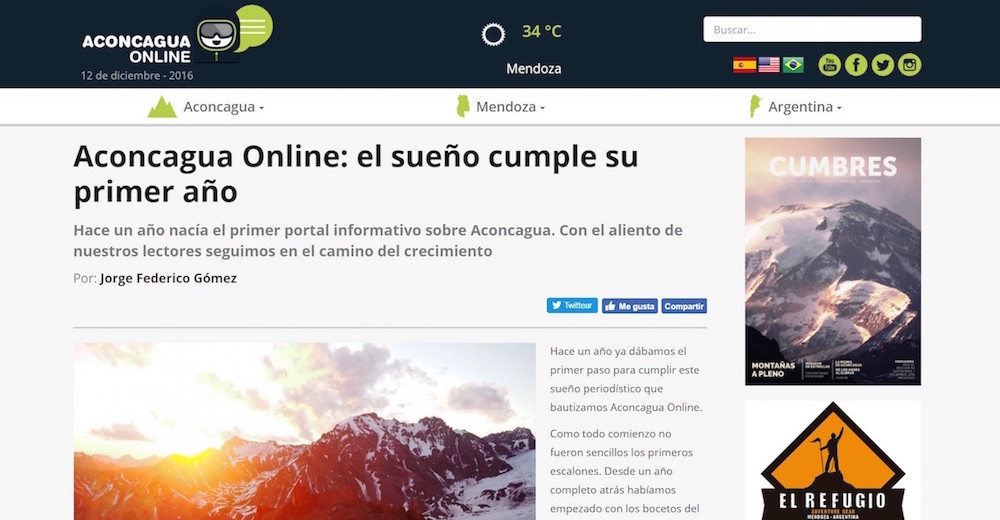 ACONCAGUA
ONLINE
12 de diciembre - 2016
34 °C
Mendoza
Buscar...
You
Tube
Aconcagua
Mendoza
Argentina
Aconcagua Online: el sueño cumple su
primer año
Hace un año nacía el primer portal informativo sobre Aconcagua. Con el aliento de
nuestros lectores seguimos en el camino del crecimiento
Por: Jorge Federico Gómez
Twittear
Me gusta
Compartir
Hace un año ya dábamos el
primer paso para cumplir este
sueño periodístico que
bautizamos Aconcagua Online.
Como todo comienzo no
fueron sencillos los primeros
escalones. Desde un año
completo atrás habíamos
empezado con los bocetos del
CUMBRES
MONTAÑAS
A PLENO
EL REFUGIO
ADVENTURE GEAR
MENDOZA - ARGENTINA